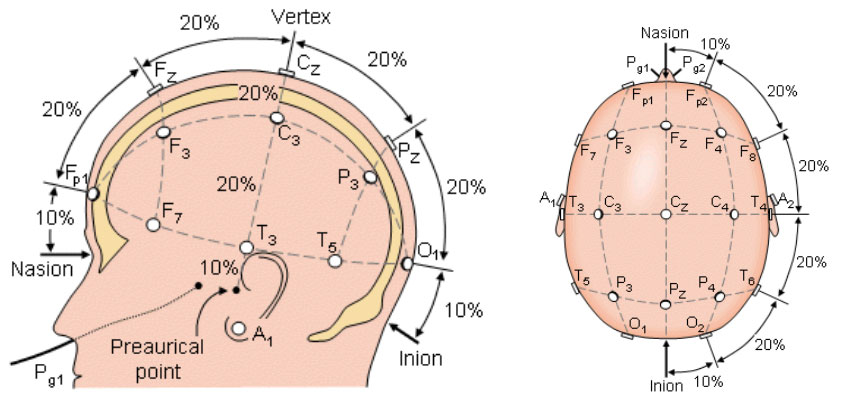 Vertex
20%
20%
Fz
Cz
20%
20%
F3
C3
Pz
20%
Fp1
20%
P3
20%
10%
F7
T3
T5
O1
Nasion
10%
10%
A1
Preaurical
point
Inion
Pg1
Nasion
Pg1
Pg2
10%
Fp1
Fp2
20%
F7
F3
Fz
F4
F8
20%
A1
T3
C3
Cz
C4
T4
A2
20%
T5
P3
Pz
P4
T6
O1
O2
20%
Inion
10%